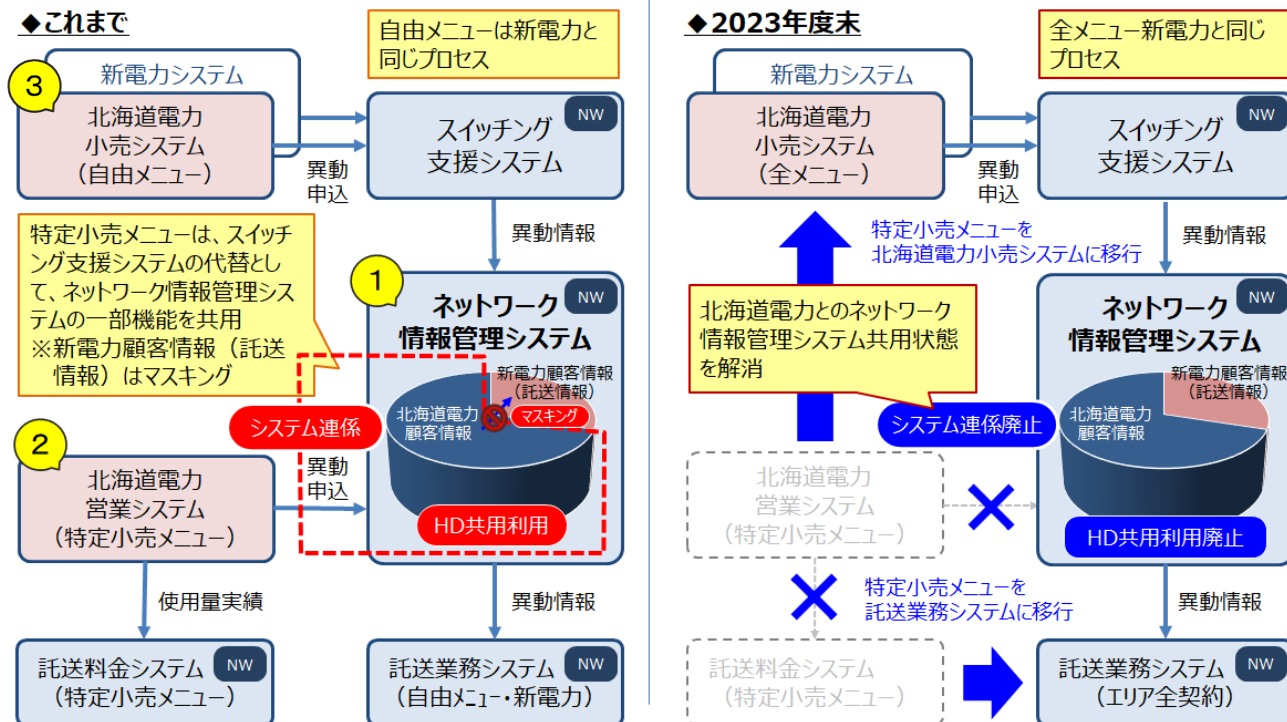 ◆これまで
自由メニューは新電力と
同じプロセス
新電力システム
3
北海道電力
小売システム
（自由メニュー）
異動
申込
スイッチング
支援システム
NW
異動情報
特定小売メニューは、スイッチ
ング支援システムの代替とし
て、ネットワーク情報管理シス
テムの一部機能を共用
※新電力顧客情報（託送
情報）はマスキング
1
NW
ネットワーク
情報管理システム
新電力顧客情報
（託送情報）
マスキング
北海道電力
顧客情報
システム連係
HD共用利用
2
北海道電力
営業システム
（特定小売メニュー）
異動
申込
使用量実績
異動情報
託送料金システム
（特定小売メニュー）
NW
託送業務システム
（自由メニュー・新電力）
NW
◆2023年度末
全メニュー新電力と同じ
プロセス
新電力システム
北海道電力
小売システム
（全メニュー）
異動
申込
スイッチング
支援システム
NW
特定小売メニューを
北海道電力小売システムに移行
異動情報
北海道電力とのネットワーク
情報管理システム共用状態
を解消
NW
ネットワーク
情報管理システム
新電力顧客情報
（託送情報）
北海道電力
顧客情報
システム連係廃止
HD共用利用廃止
北海道電力
営業システム
（特定小売メニュー）
特定小売メニューを
託送業務システムに移行
異動情報
託送料金システム
（特定小売メニュー）
託送業務システム
（エリア全契約）
NW